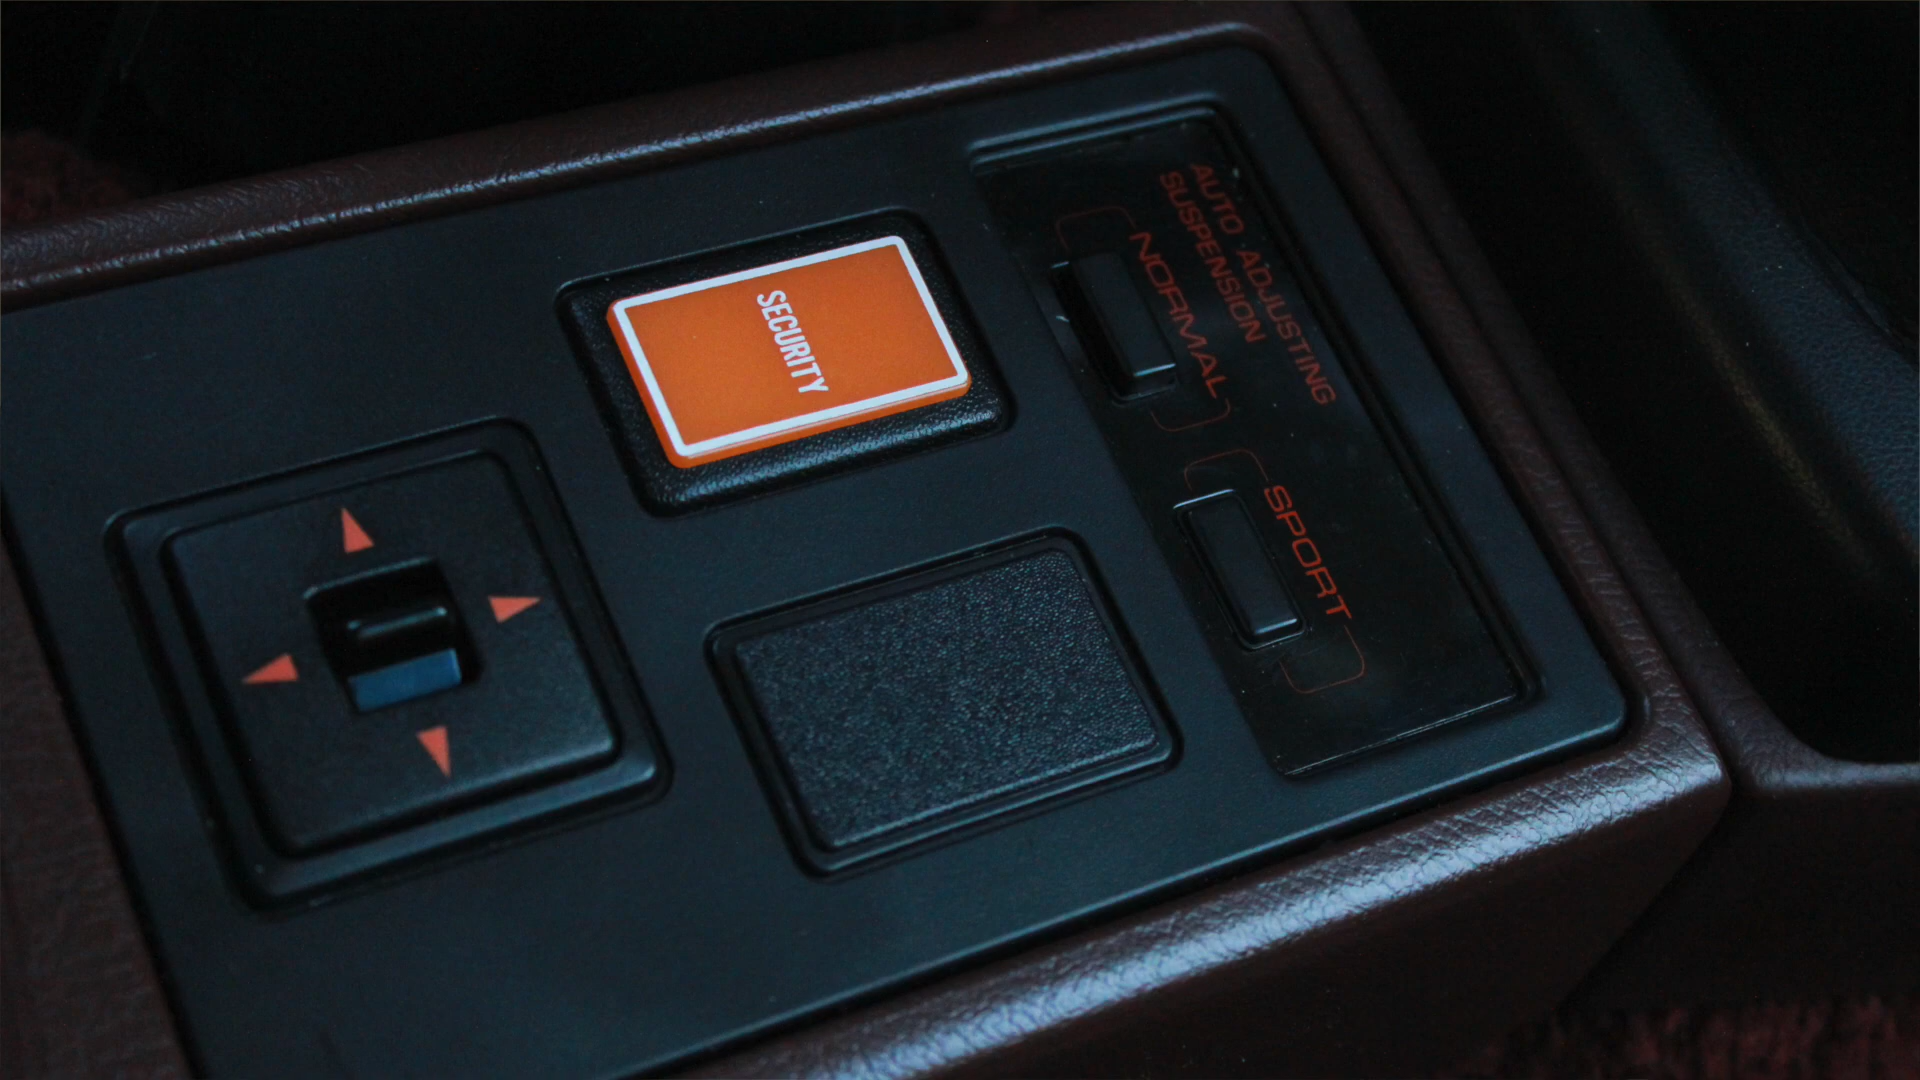 SECURITY
AUTO ADJUSTING
SUSPENSION
NORMAL
SPORT